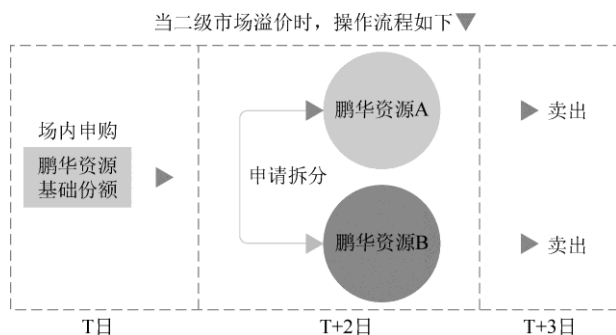 当二级市场溢价时，操作流程如下
场内申购
鹏华资源
基础份额
申请拆分
鹏华资源A
鹏华资源B
卖出
卖出
T日
T+2日
T+3日